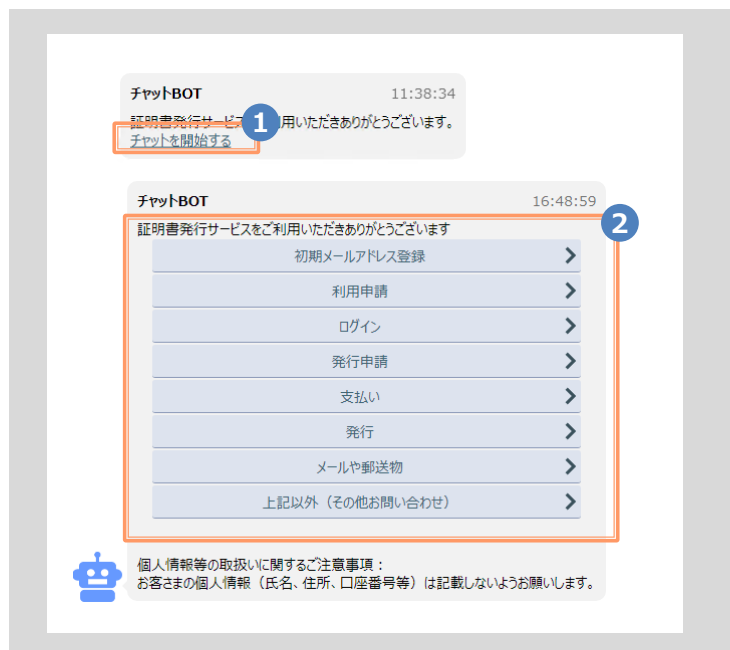 チャットBOT 11:38:34
証明書発行サービス 用いただきありがとうございます。
1
チャットを開始する
チャットBOT 16:48:59
2
証明書発行サービスをご利用いただきありがとうございます
初期メールアドレス登録
利用申請
ログイン
発行申請
支払い
発行
メールや郵送物
上記以外（その他お問い合わせ）
個人情報等の取扱いに関するご注意事項：
お客さまの個人情報（氏名、住所、口座番号等）は記載しないようお願いします。